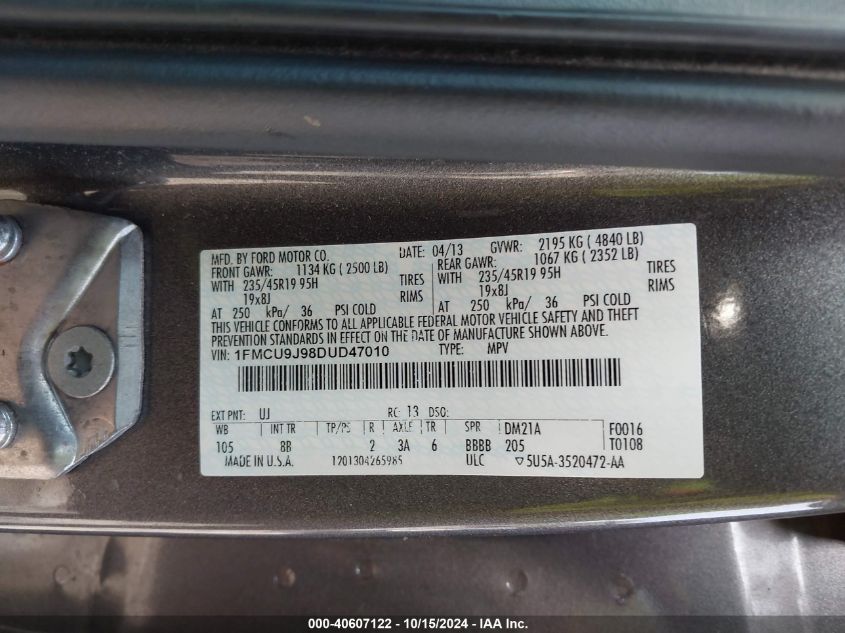 MFD. BY FORD MOTOR CO. DATE: 04/13 GVWR: 2195 KG ( 4840 LB)
FRONT GAWR: 1134 KG ( 2500 LB) REAR GAWR: 1067 KG ( 2352 LB)
WITH 235/45R19 95H TIRES WITH 235/45R19 95H TIRES
19x8J RIMS 19x8J RIMS
AT 250 kPa/ 36 PSI COLD AT 250 kPa/ 36 PSI COLD
THIS VEHICLE CONFORMS TO ALL APPLICABLE FEDERAL MOTOR VEHICLE SAFETY AND THEFT
PREVENTION STANDARDS IN EFFECT ON THE DATE OF MANUFACTURE SHOWN ABOVE.
VIN: 1FMCU9J98DUD47010 TYPE: MPV
EXT PNT: UJ RC: 13 DSO:
WB INT TR TP/PS R AXLE TR SPR DM21A F0016
105 8B 2 3A 6 BBBB 205 T0108
MADE IN U.S.A. 1201304265985 ULC ▽5U5A-3520472-AA
000-40607122 - 10/15/2024 - IAA Inc.